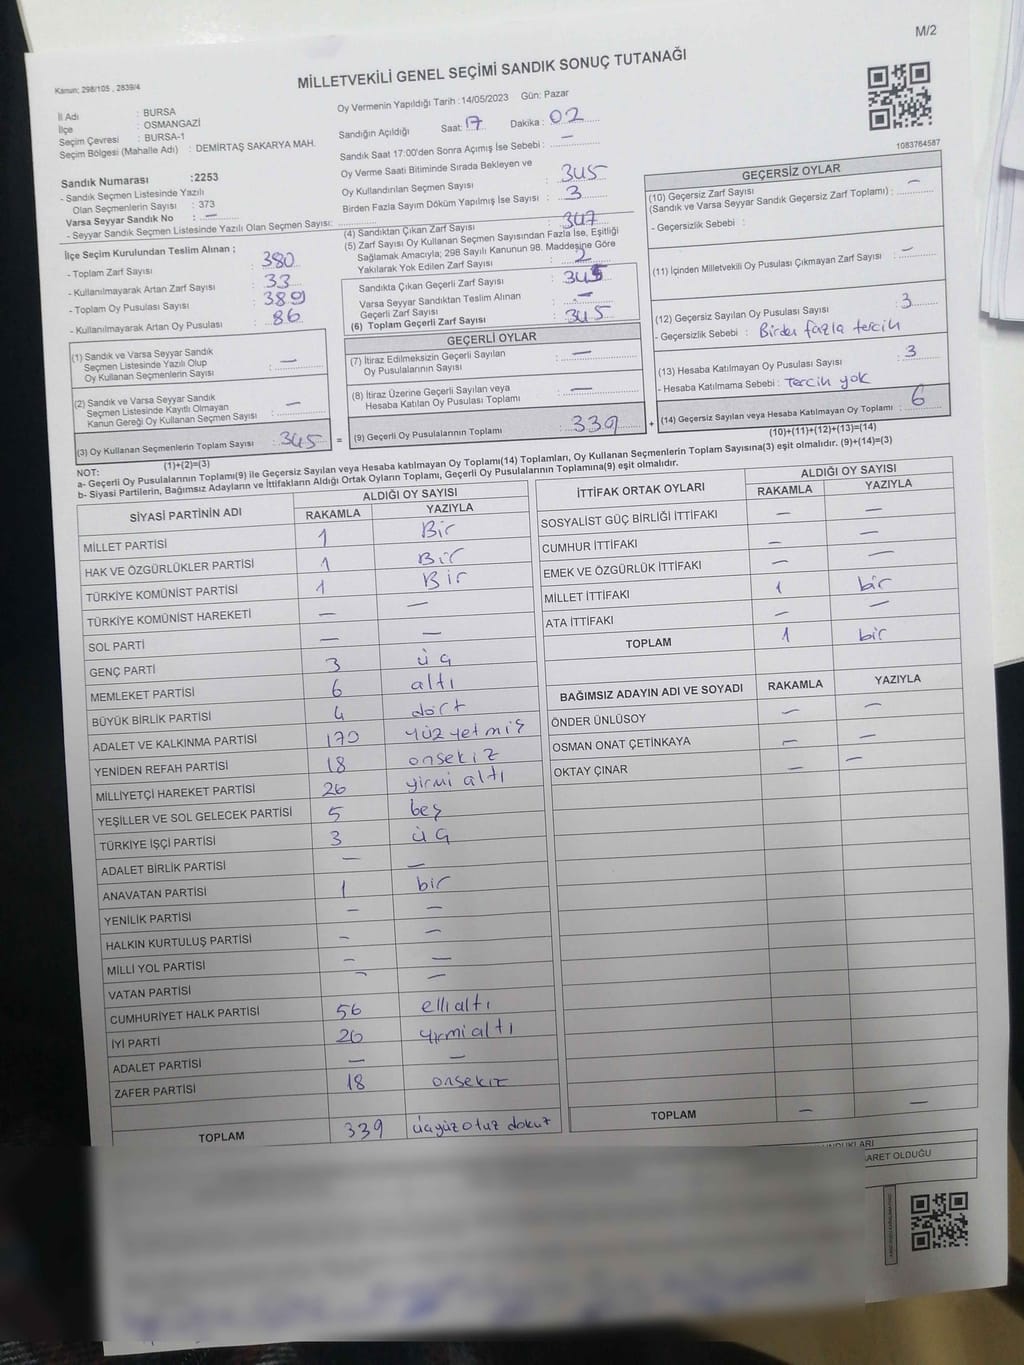 M/2
Kanun: 298/105 , 2839/4
MİLLETVEKİLİ GENEL SEÇİMİ SANDIK SONUÇ TUTANAĞI
İl Adı : BURSA
İlçe : OSMANGAZİ
Seçim Çevresi : BURSA-1
Seçim Bölgesi (Mahalle Adı) : DEMİRTAŞ SAKARYA MAH.
Sandık Numarası :2253
- Sandık Seçmen Listesinde Yazılı
Olan Seçmenlerin Sayısı : 373
Varsa Seyyar Sandık No : —
- Seyyar Sandık Seçmen Listesinde Yazılı Olan Seçmen Sayısı:
Oy Vermenin Yapıldığı Tarih :14/05/2023 Gün: Pazar
Sandığın Açıldığı Saat: 17 Dakika : 02
Sandık Saat 17:00'den Sonra Açımış İse Sebebi : —
Oy Verme Saati Bitiminde Sırada Bekleyen ve
Oy Kullandırılan Seçmen Sayısı : 345
Birden Fazla Sayım Döküm Yapılmış İse Sayısı : 3
1083764587
İlçe Seçim Kurulundan Teslim Alınan ;
- Toplam Zarf Sayısı : 380
- Kullanılmayarak Artan Zarf Sayısı : 33
- Toplam Oy Pusulası Sayısı : 389
- Kullanılmayarak Artan Oy Pusulası : 86
(4) Sandıktan Çıkan Zarf Sayısı : 347
(5) Zarf Sayısı Oy Kullanan Seçmen Sayısından Fazla İse, Eşitliği
Sağlamak Amacıyla; 298 Sayılı Kanunun 98. Maddesine Göre
Yakılarak Yok Edilen Zarf Sayısı : 2
Sandıkta Çıkan Geçerli Zarf Sayısı : 345
Varsa Seyyar Sandıktan Teslim Alınan
Geçerli Zarf Sayısı : —
(6) Toplam Geçerli Zarf Sayısı : 345
GEÇERSİZ OYLAR
(10) Geçersiz Zarf Sayısı : —
(Sandık ve Varsa Seyyar Sandık Geçersiz Zarf Toplamı)
- Geçersizlik Sebebi :
(11) İçinden Milletvekili Oy Pusulası Çıkmayan Zarf Sayısı : —
(12) Geçersiz Sayılan Oy Pusulası Sayısı : 3
- Geçersizlik Sebebi : Birden fazla tercih
(13) Hesaba Katılmayan Oy Pusulası Sayısı : 3
- Hesaba Katılmama Sebebi : Tercih yok
(14) Geçersiz Sayılan veya Hesaba Katılmayan Oy Toplamı : 6
(10)+(11)+(12)+(13)=(14)
(1) Sandık ve Varsa Seyyar Sandık
Seçmen Listesinde Yazılı Olup
Oy Kullanan Seçmenlerin Sayısı : —
(2) Sandık ve Varsa Seyyar Sandık
Seçmen Listesinde Kayıtlı Olmayan
Kanun Gereği Oy Kullanan Seçmen Sayısı : —
(3) Oy Kullanan Seçmenlerin Toplam Sayısı : 345 =
(1)+(2)=(3)
GEÇERLİ OYLAR
(7) İtiraz Edilmeksizin Geçerli Sayılan
Oy Pusulalarının Sayısı : —
(8) İtiraz Üzerine Geçerli Sayılan veya
Hesaba Katılan Oy Pusulası Toplamı : —
(9) Geçerli Oy Pusulalarının Toplamı : 339 +
NOT:
a- Geçerli Oy Pusulalarının Toplamı(9) ile Geçersiz Sayılan veya Hesaba katılmayan Oy Toplamı(14) Toplamları, Oy Kullanan Seçmenlerin Toplam Sayısına(3) eşit olmalıdır. (9)+(14)=(3)
b- Siyasi Partilerin, Bağımsız Adayların ve İttifakların Aldığı Ortak Oyların Toplamı, Geçerli Oy Pusulalarının Toplamına(9) eşit olmalıdır.
SİYASİ PARTİNİN ADI ALDIĞI OY SAYISI
RAKAMLA YAZIYLA
MİLLET PARTİSİ 1 Bir
HAK VE ÖZGÜRLÜKLER PARTİSİ 1 Bir
TÜRKİYE KOMÜNİST PARTİSİ 1 Bir
TÜRKİYE KOMÜNİST HAREKETİ — —
SOL PARTİ — —
GENÇ PARTİ 3 üç
MEMLEKET PARTİSİ 6 altı
BÜYÜK BİRLİK PARTİSİ 4 dört
ADALET VE KALKINMA PARTİSİ 170 yüz yetmiş
YENİDEN REFAH PARTİSİ 18 onsekiz
MİLLİYETÇİ HAREKET PARTİSİ 26 yirmi altı
YEŞİLLER VE SOL GELECEK PARTİSİ 5 beş
TÜRKİYE İŞÇİ PARTİSİ 3 üç
ADALET BİRLİK PARTİSİ — —
ANAVATAN PARTİSİ 1 bir
YENİLİK PARTİSİ — —
HALKIN KURTULUŞ PARTİSİ — —
MİLLİ YOL PARTİSİ — —
VATAN PARTİSİ — —
CUMHURİYET HALK PARTİSİ 56 elli altı
İYİ PARTİ 26 yirmi altı
ADALET PARTİSİ — —
ZAFER PARTİSİ 18 onsekiz
TOPLAM 339 üçyüz otuz dokuz
İTTİFAK ORTAK OYLARI ALDIĞI OY SAYISI
RAKAMLA YAZIYLA
SOSYALİST GÜÇ BİRLİĞİ İTTİFAKI — —
CUMHUR İTTİFAKI — —
EMEK VE ÖZGÜRLÜK İTTİFAKI — —
MİLLET İTTİFAKI 1 bir
ATA İTTİFAKI — —
TOPLAM 1 bir
BAĞIMSIZ ADAYIN ADI VE SOYADI RAKAMLA YAZIYLA
ÖNDER ÜNLÜSOY — —
OSMAN ONAT ÇETİNKAYA — —
OKTAY ÇINAR — —
TOPLAM — —